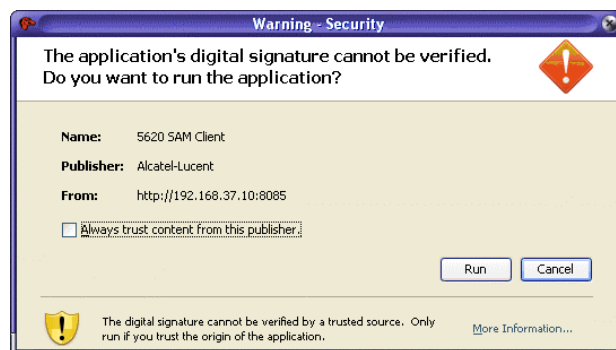 Warning - Security
The application's digital signature cannot be verified.
Do you want to run the application?
Name: 5620 SAM Client
Publisher: Alcatel-Lucent
From: http://192.168.37.10:8085
Always trust content from this publisher.
Run Cancel
The digital signature cannot be verified by a trusted source. Only
run if you trust the origin of the application.
More Information...